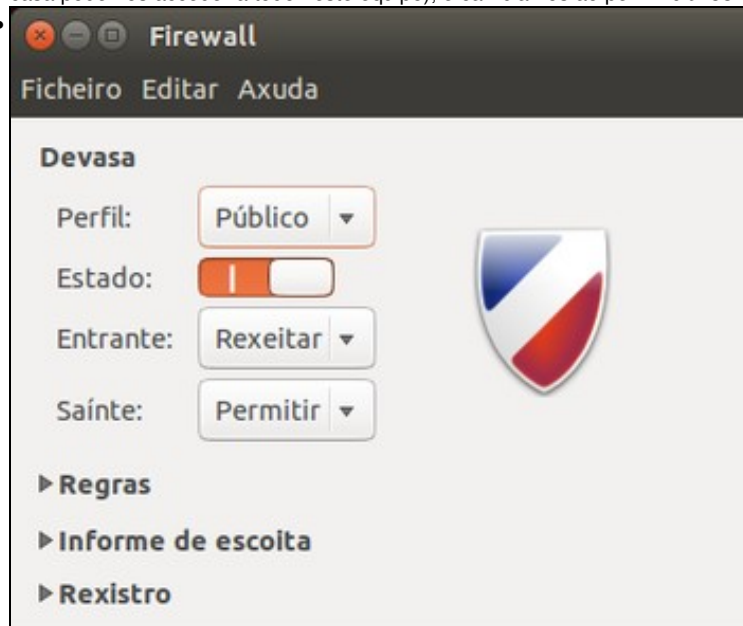 Firewall
Ficheiro Editar Axuda
Devasa
Perfil: Público
Estado:
Entrante: Rexeitar
Saínte: Permitir
Regras
Informe de escoita
Rexistro